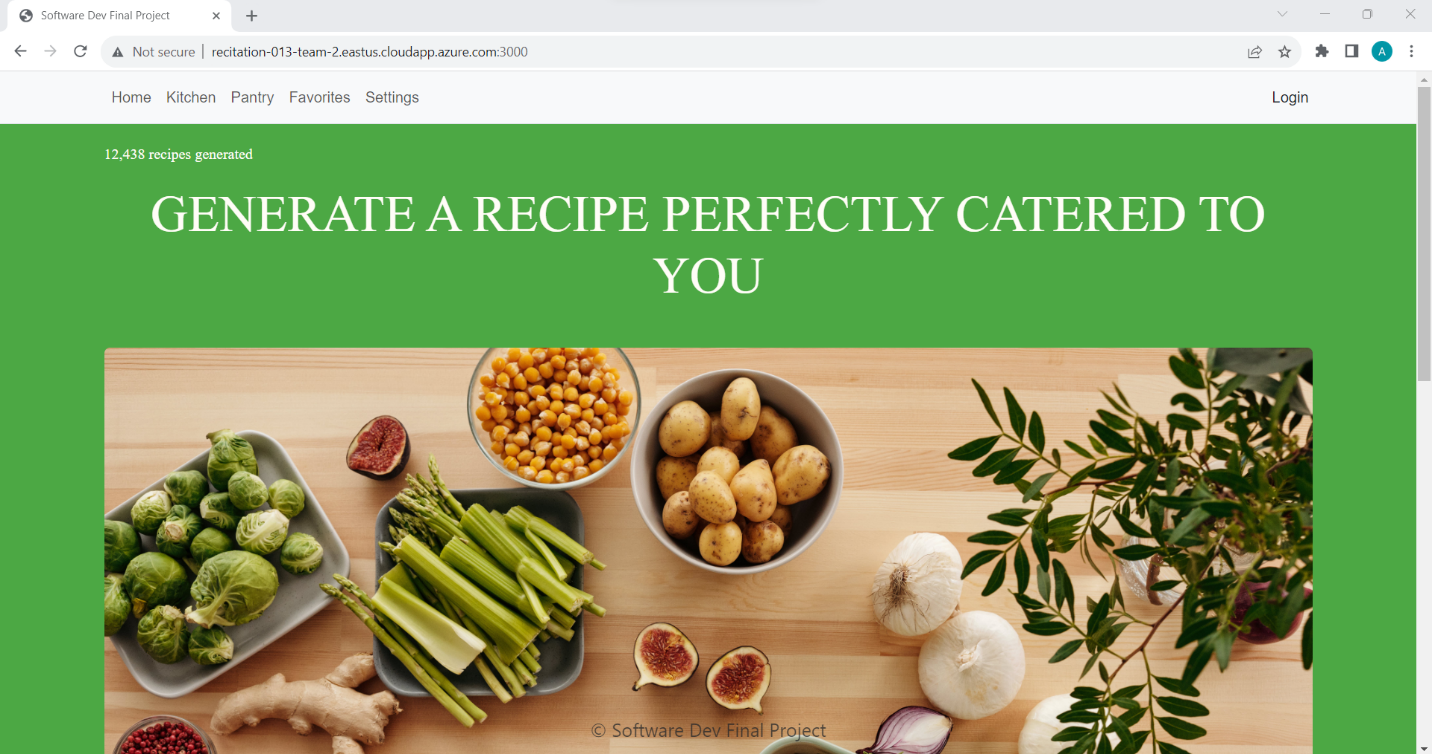 Software Dev Final Project
Not secure | recitation-013-team-2.eastus.cloudapp.azure.com:3000
A
Home Kitchen Pantry Favorites Settings Login
12,438 recipes generated
GENERATE A RECIPE PERFECTLY CATERED TO
YOU
© Software Dev Final Project